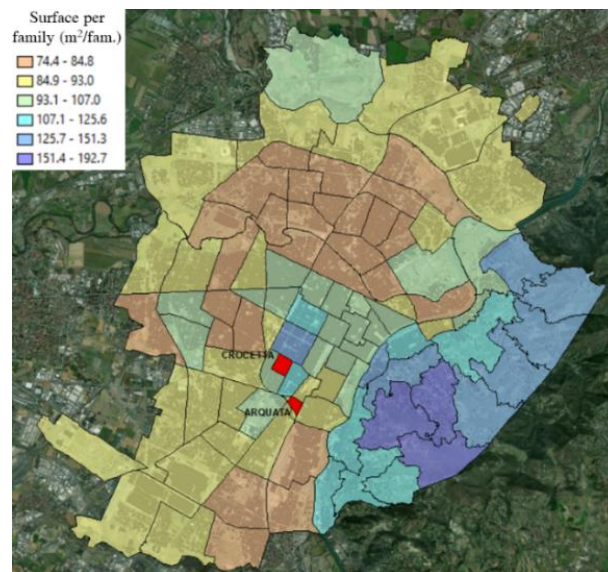 Surface per
family (m²/fam.)
74.4 - 84.8
84.9 - 93.0
93.1 - 107.0
107.1 - 125.6
125.7 - 151.3
151.4 - 192.7
CROCETTA
ARQUATA